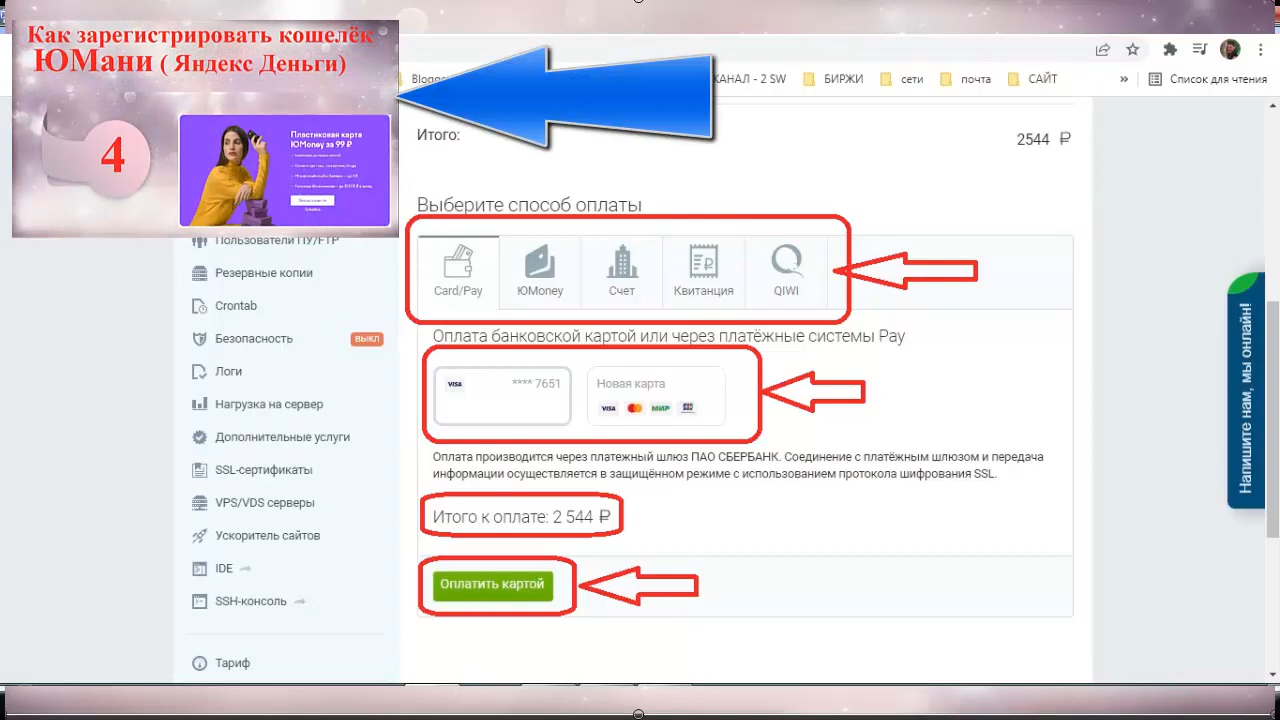 Как зарегистрировать кошелёк
ЮМани ( Яндекс Деньги)
4
Пластиковая карта
ЮMoney за 99 ₽
КАНАЛ - 2 SW
БИРЖИ
сети
почта
САЙТ
»
Список для чтения
Итого:
2544 ₽
Выберите способ оплаты
Card/Pay
ЮMoney
Счет
Квитанция
QIWI
Оплата банковской картой или через платёжные системы Pay
VISA
**** 7651
Новая карта
VISA
МИР
Оплата производится через платежный шлюз ПАО СБЕРБАНК. Соединение с платёжным шлюзом и передача
информации осуществляется в защищённом режиме с использованием протокола шифрования SSL.
Итого к оплате: 2 544 ₽
Оплатить картой
Пользователи ПУ/FTP
Резервные копии
Crontab
Безопасность
ВЫКЛ
Логи
Нагрузка на сервер
Дополнительные услуги
SSL-сертификаты
VPS/VDS серверы
Ускоритель сайтов
IDE
SSH-консоль
Тариф
Напишите нам, мы онлайн!